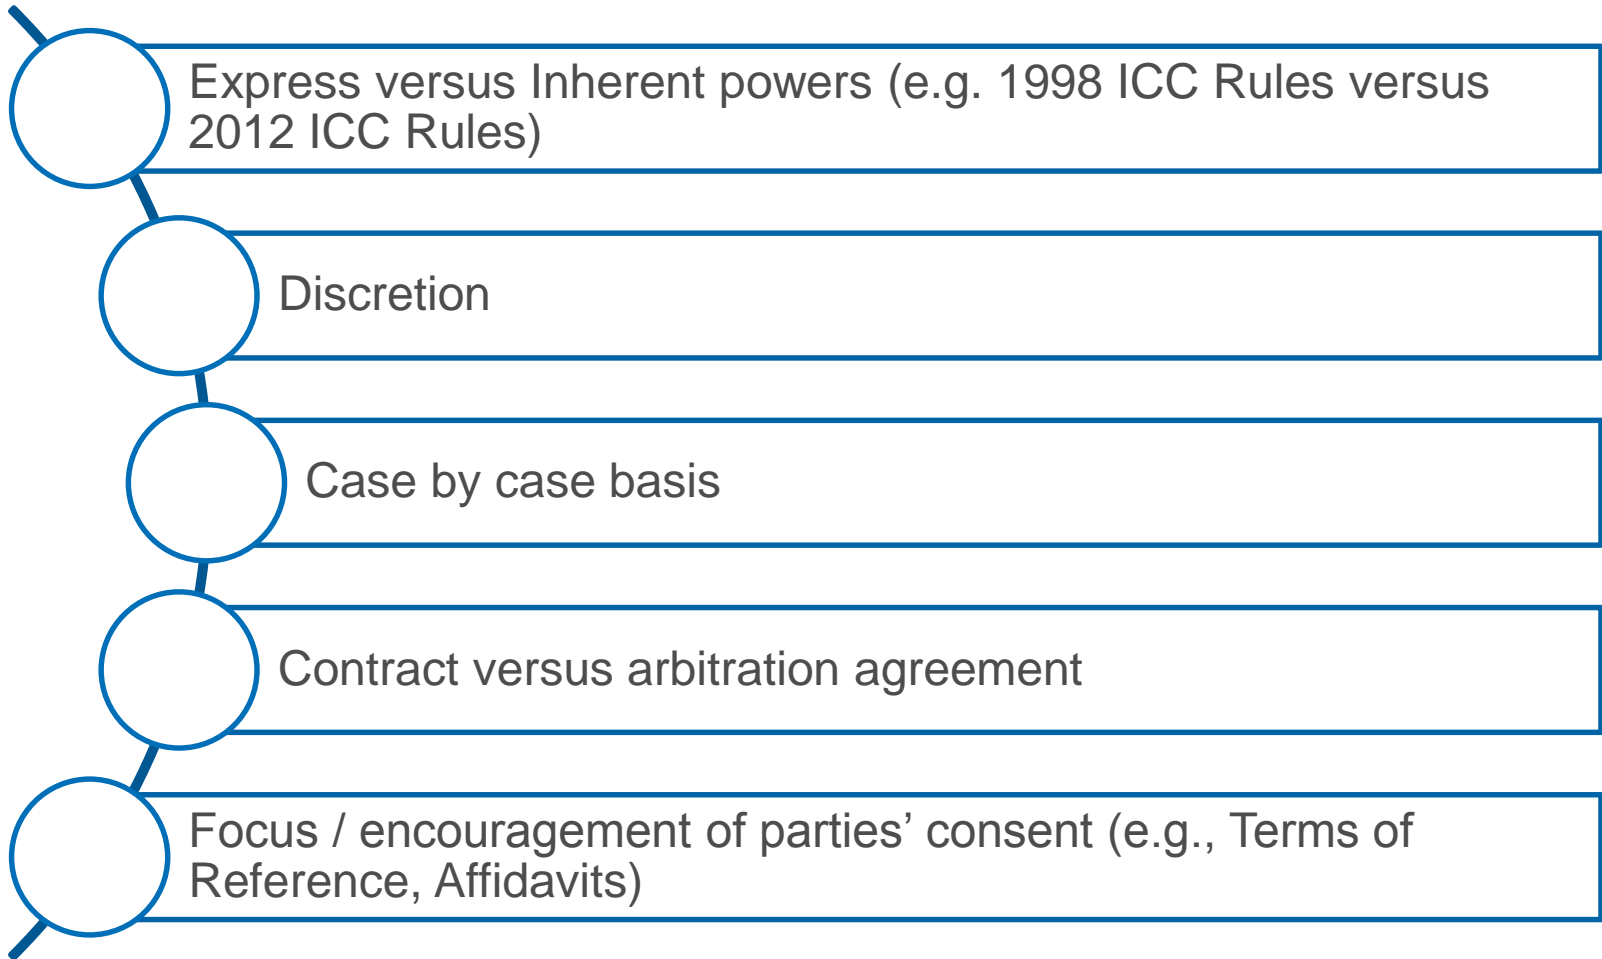 Express versus Inherent powers (e.g. 1998 ICC Rules versus
2012 ICC Rules)
Discretion
Case by case basis
Contract versus arbitration agreement
Focus / encouragement of parties’ consent (e.g., Terms of
Reference, Affidavits)